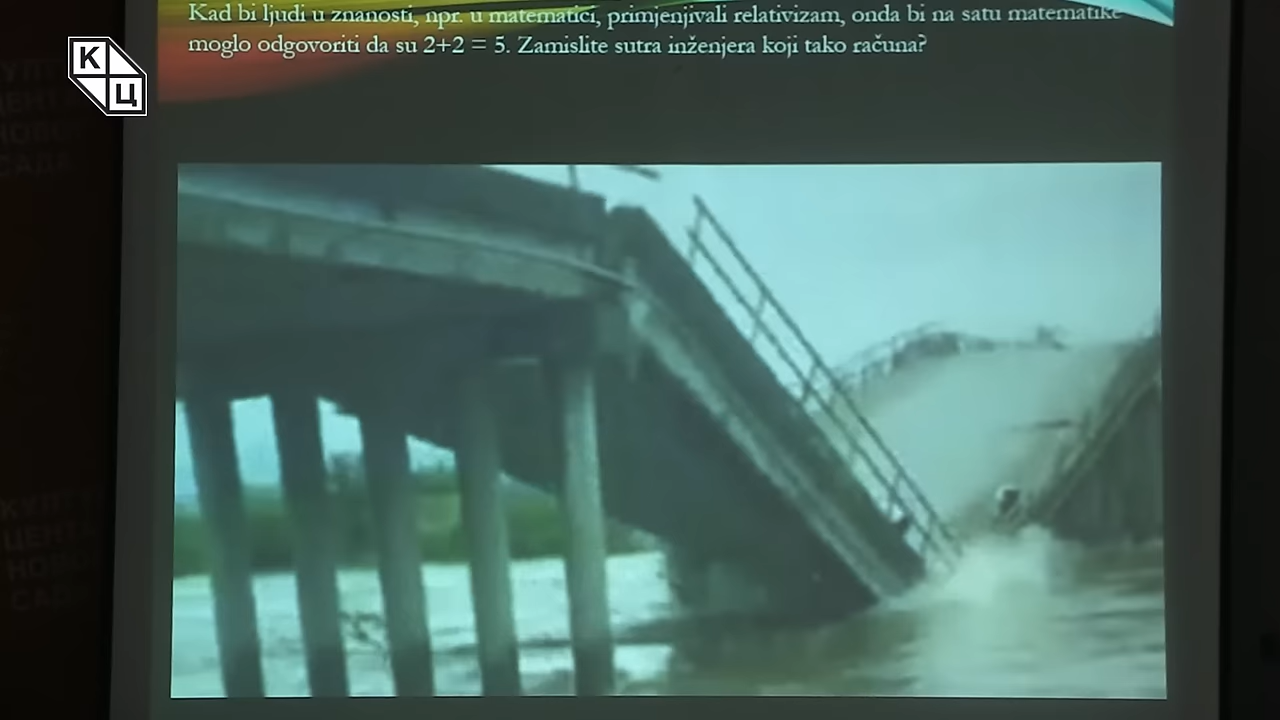 Kad bi ljudi u znanosti, npr. u matematici, primjenjivali relativizam, onda bi na satu matematike
moglo odgovoriti da su 2+2 = 5. Zamislite sutra inženjera koji tako računa?
К
Ц